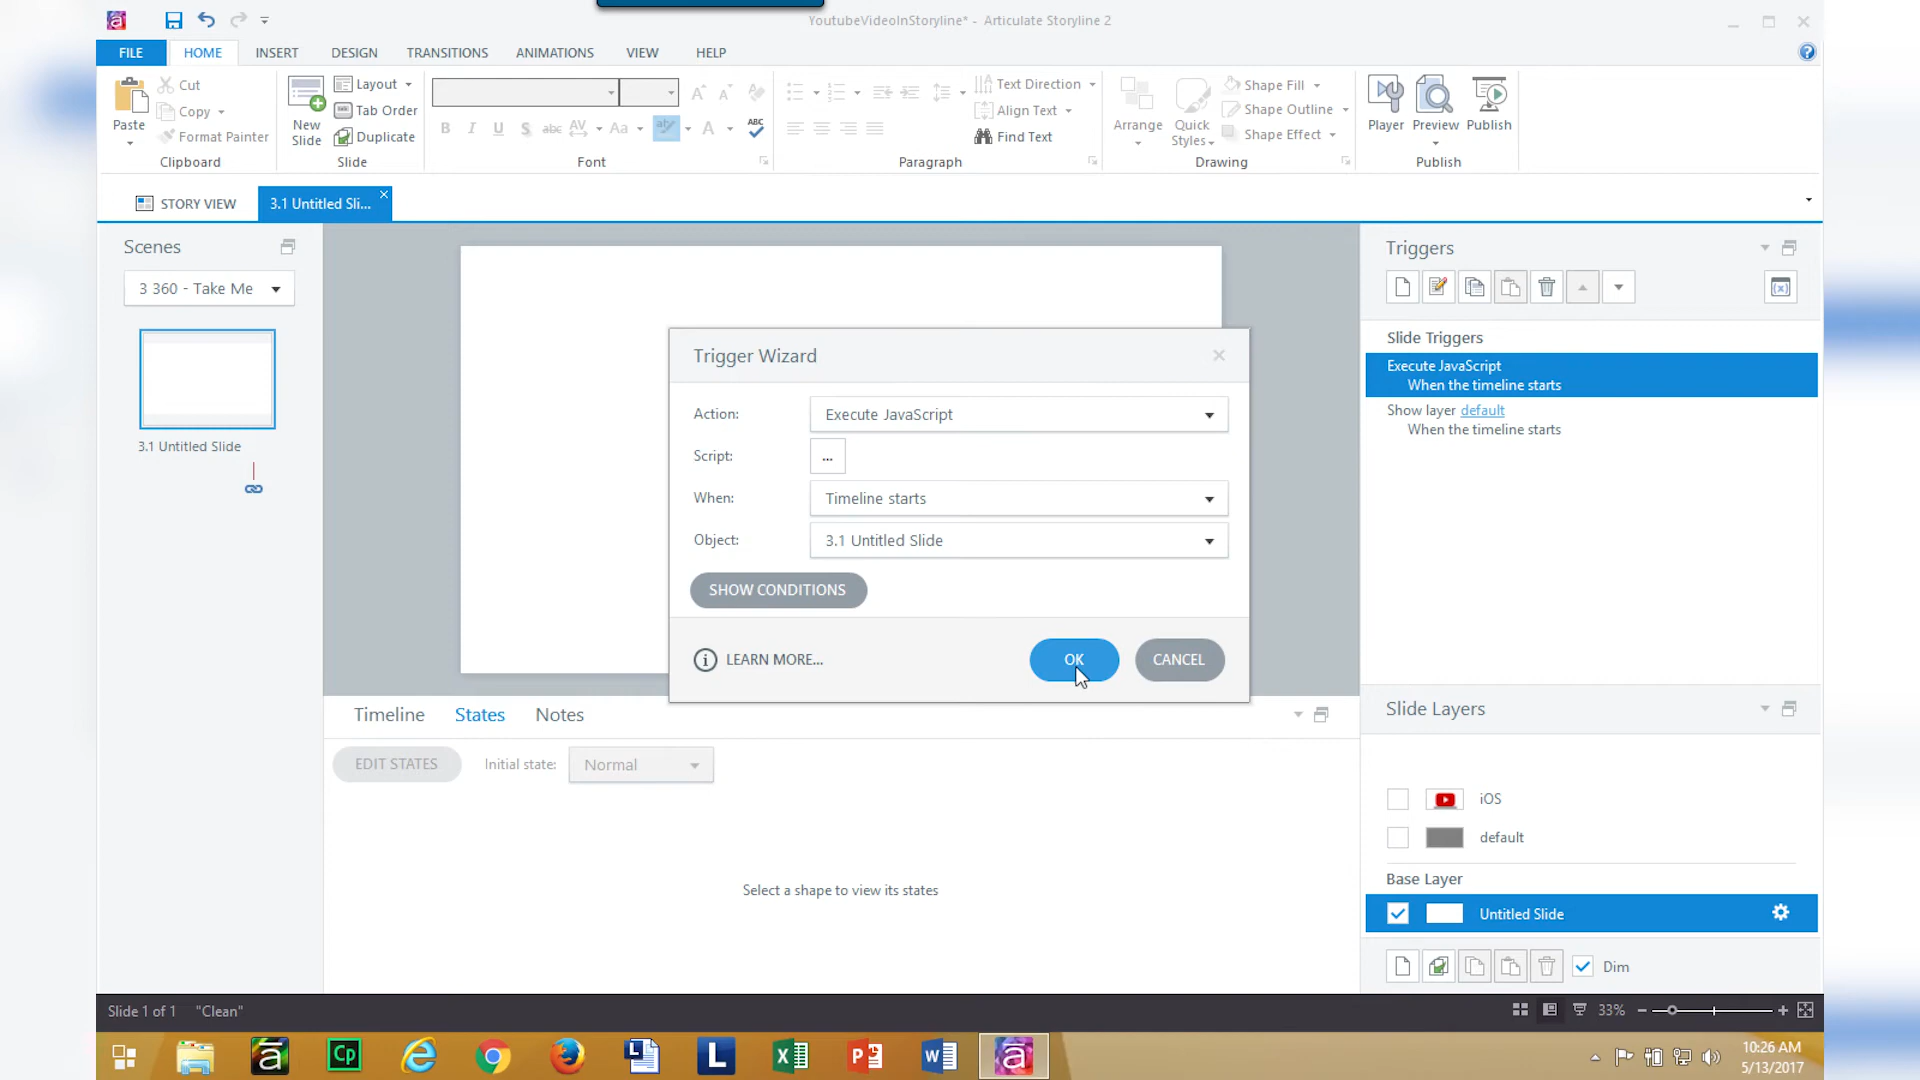 YoutubeVideoInStoryline* - Articulate Storyline 2
FILE HOME INSERT DESIGN TRANSITIONS ANIMATIONS VIEW HELP
Paste
Cut
Copy
Format Painter
Clipboard
New
Slide
Layout
Tab Order
Duplicate
Slide
B I U S abc AV Aa A
ABC
Font
Text Direction
Align Text
Find Text
Paragraph
Arrange
Quick
Styles
Shape Fill
Shape Outline
Shape Effect
Drawing
Player
Preview
Publish
Publish
STORY VIEW
3.1 Untitled Sli...
Scenes
3 360 - Take Me
3.1 Untitled Slide
Trigger Wizard
Action: Execute JavaScript
Script: ...
When: Timeline starts
Object: 3.1 Untitled Slide
SHOW CONDITIONS
LEARN MORE...
OK
CANCEL
Timeline States Notes
EDIT STATES
Initial state: Normal
Select a shape to view its states
Triggers
(x)
Slide Triggers
Execute JavaScript
When the timeline starts
Show layer default
When the timeline starts
Slide Layers
iOS
default
Base Layer
Untitled Slide
Dim
Slide 1 of 1 "Clean"
33%
Cp
L
10:26 AM
5/13/2017